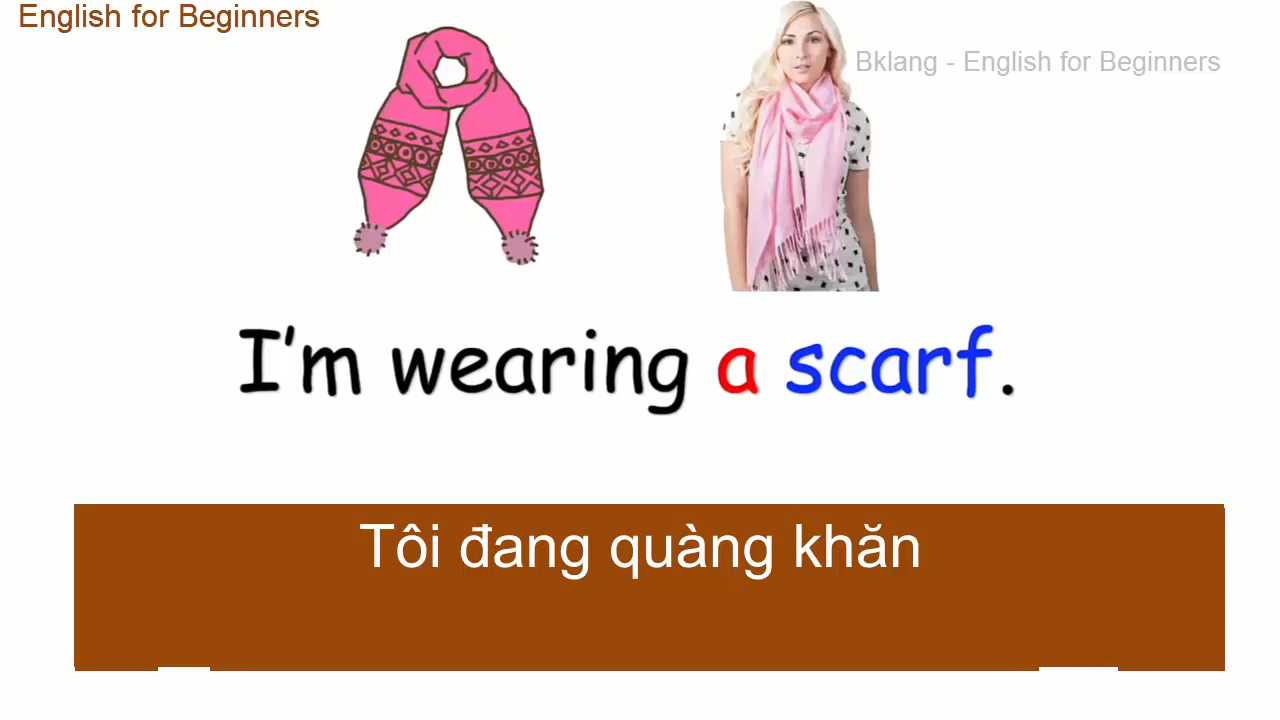 English for Beginners
Bklang - English for Beginners
I'm wearing a scarf.
Tôi đang quàng khăn